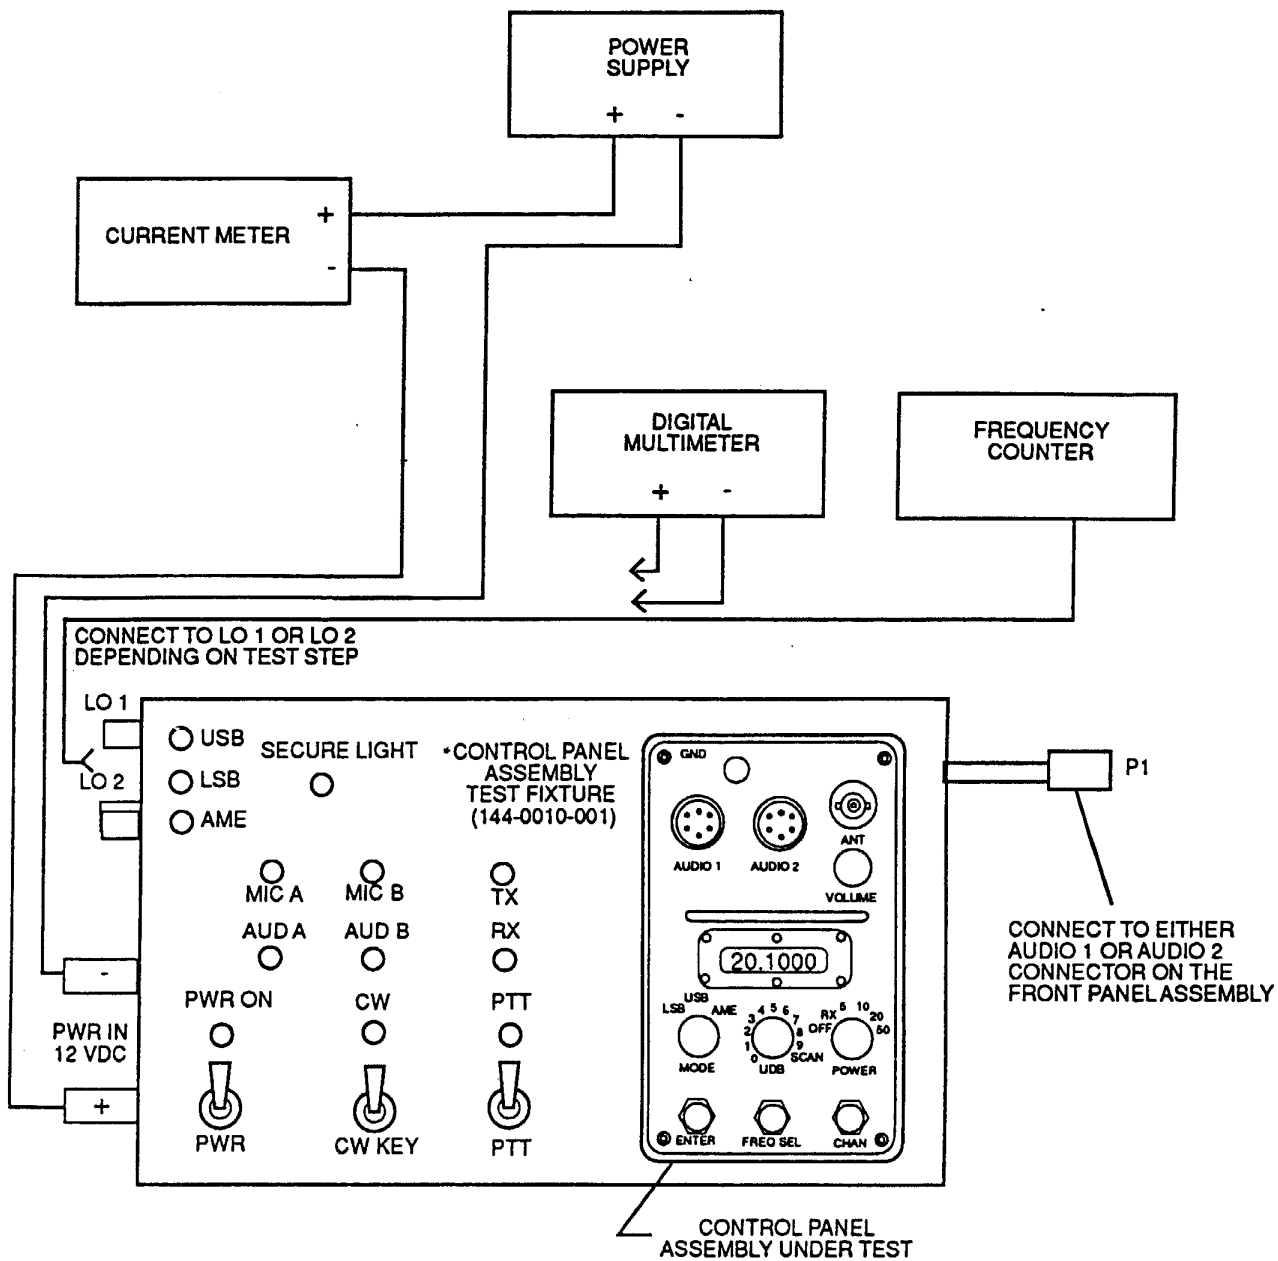 POWER
SUPPLY
+ -
CURRENT METER
+
-
DIGITAL
MULTIMETER
+ -
FREQUENCY
COUNTER
CONNECT TO LO 1 OR LO 2
DEPENDING ON TEST STEP
LO 1
LO 2
USB
LSB
AME
SECURE LIGHT
*CONTROL PANEL
ASSEMBLY
TEST FIXTURE
(144-0010-001)
MIC A
MIC B
TX
AUD A
AUD B
RX
PWR ON
CW
PTT
-
PWR IN
12 VDC
+
PWR
CW KEY
PTT
GND
AUDIO 1
AUDIO 2
ANT
VOLUME
20.1000
LSB
USB
AME
MODE
0
1
2
3
4
5
6
7
8
9
SCAN
UDB
OFF
RX
5
10
20
50
POWER
ENTER
FREQ SEL
CHAN
P1
CONNECT TO EITHER
AUDIO 1 OR AUDIO 2
CONNECTOR ON THE
FRONT PANEL ASSEMBLY
CONTROL PANEL
ASSEMBLY UNDER TEST